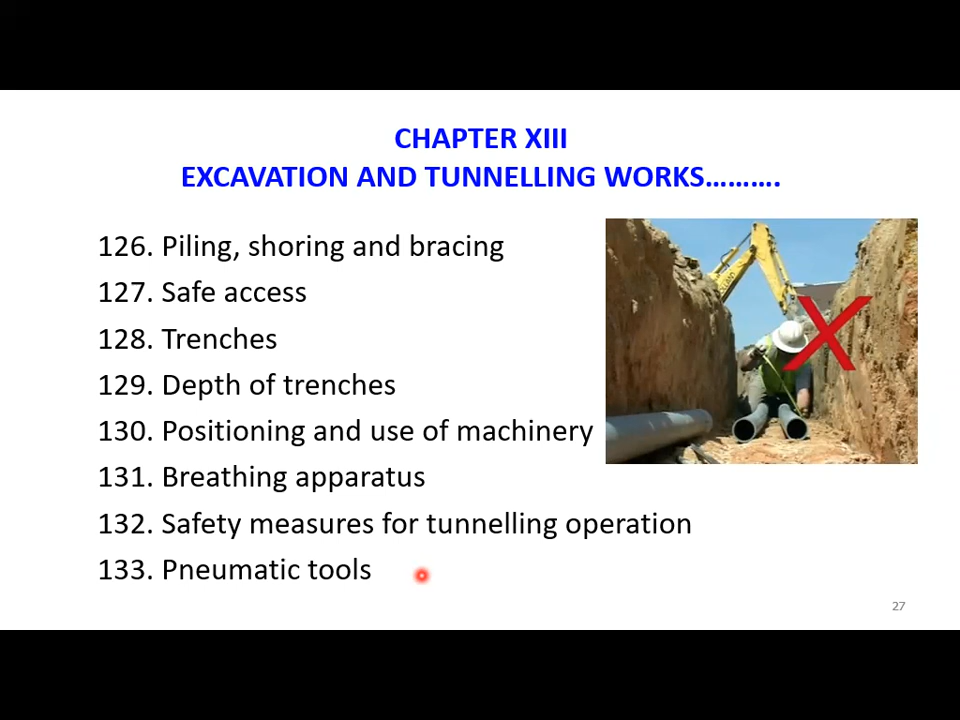 CHAPTER XIII
EXCAVATION AND TUNNELLING WORKS..........
126. Piling, shoring and bracing
127. Safe access
128. Trenches
129. Depth of trenches
130. Positioning and use of machinery
131. Breathing apparatus
132. Safety measures for tunnelling operation
133. Pneumatic tools
27